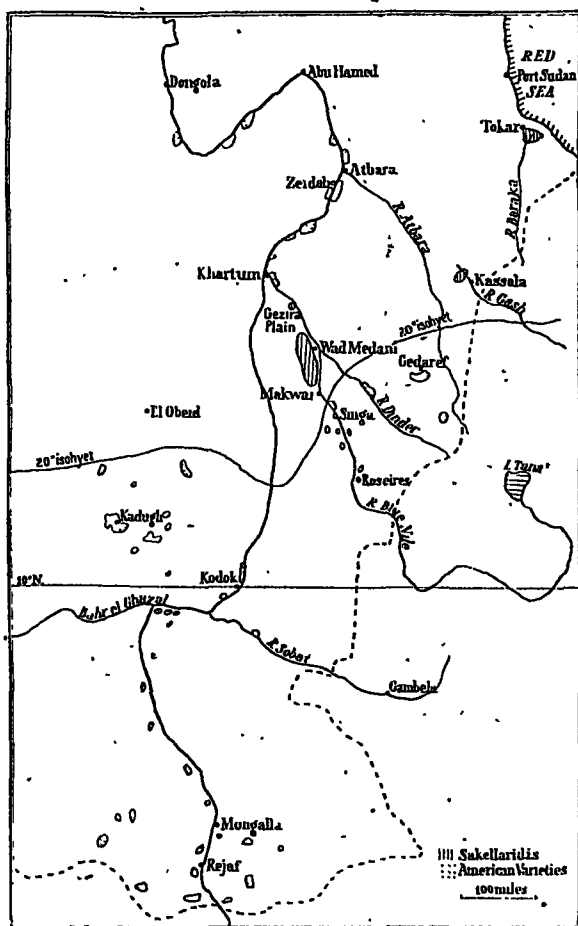 RED
Port Sudan
SEA
Abu Hamed
Dongola
Tokar
Atbara
Zeidab
R. Atbara
R Baraka
Khartum
Kassala
R Gash
Gezira
Plain
20" isohyet
Wad Medani
Gedaref
Makwar
R Dinder
El Obeid
Singa
20" isohyet
Roseires
L Tana
Kadugli
R Blue Nile
10°N.
Kodok
Bahr el Ghazal
R Sobat
Gambela
Mongalla
Rejaf
Sakellaridis
American Varieties
100 miles